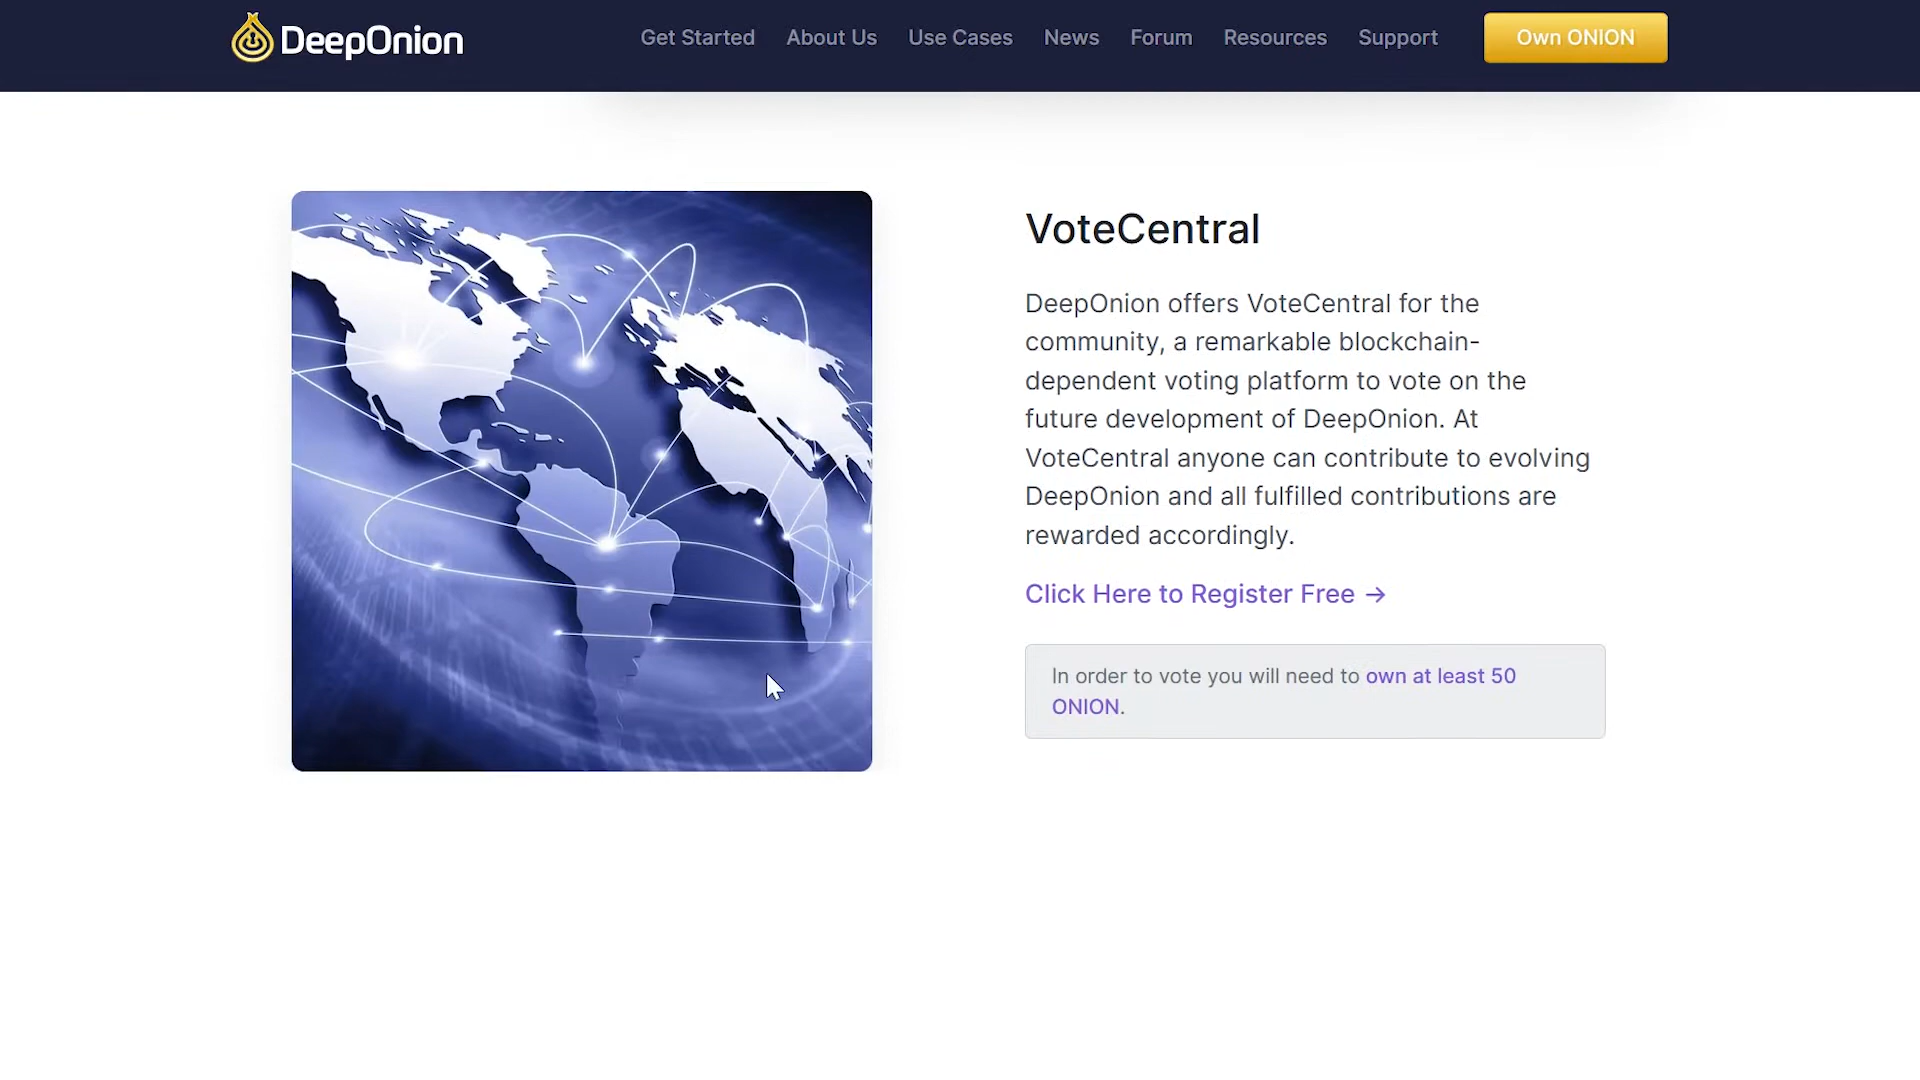 DeepOnion
Get Started
About Us
Use Cases
News
Forum
Resources
Support
Own ONION
VoteCentral
DeepOnion offers VoteCentral for the
community, a remarkable blockchain-
dependent voting platform to vote on the
future development of DeepOnion. At
VoteCentral anyone can contribute to evolving
DeepOnion and all fulfilled contributions are
rewarded accordingly.
Click Here to Register Free →
In order to vote you will need to own at least 50
ONION.